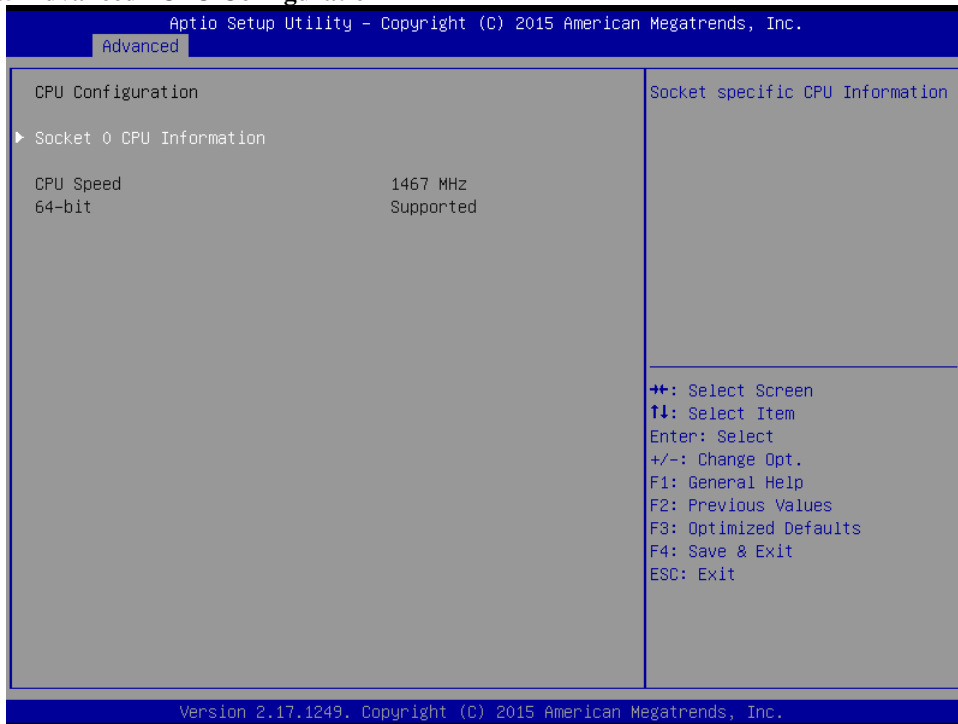 Aptio Setup Utility – Copyright (C) 2015 American Megatrends, Inc.
Advanced
CPU Configuration
Socket 0 CPU Information
CPU Speed 1467 MHz
64-bit Supported
Socket specific CPU Information
→←: Select Screen
↑↓: Select Item
Enter: Select
+/-: Change Opt.
F1: General Help
F2: Previous Values
F3: Optimized Defaults
F4: Save & Exit
ESC: Exit
Version 2.17.1249. Copyright (C) 2015 American Megatrends, Inc.